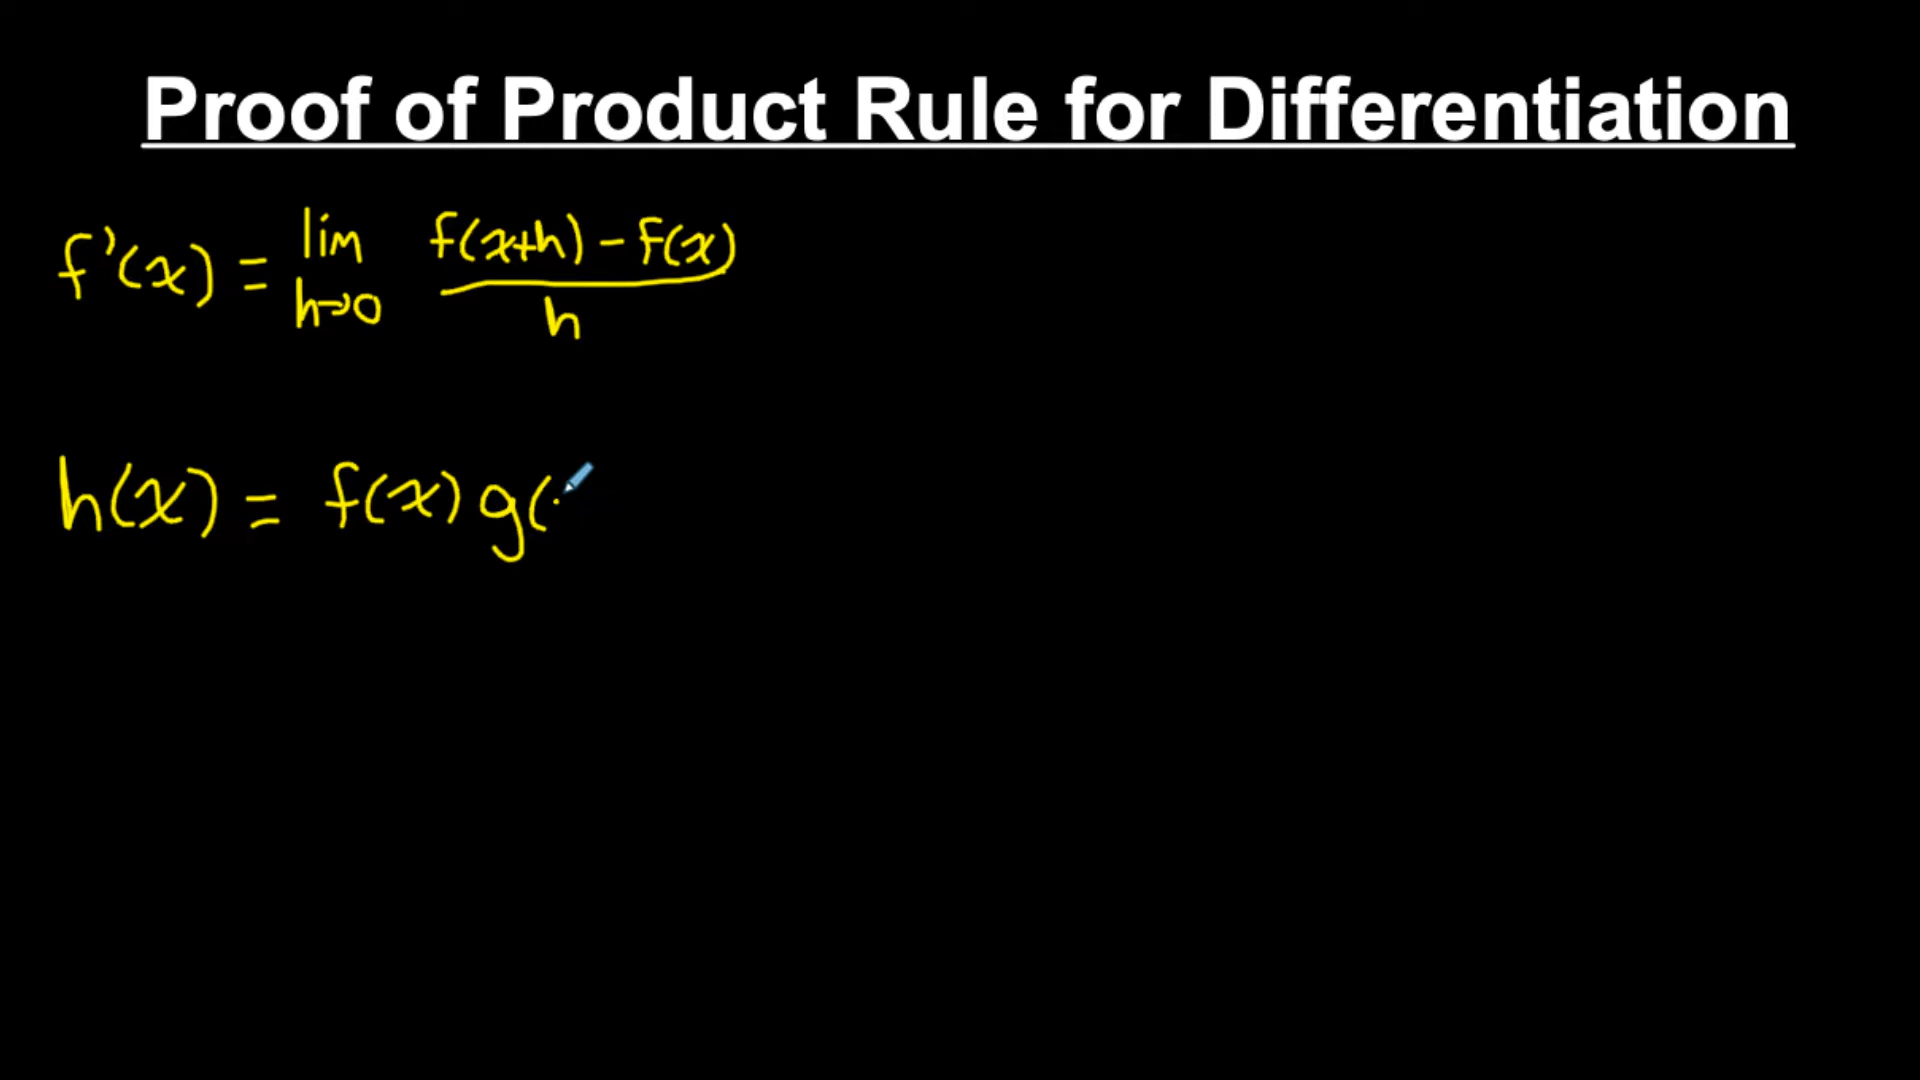 Proof of Product Rule for Differentiation
f'(x) = lim h→0 f(x+h) - f(x) / h
h(x) = f(x) g(